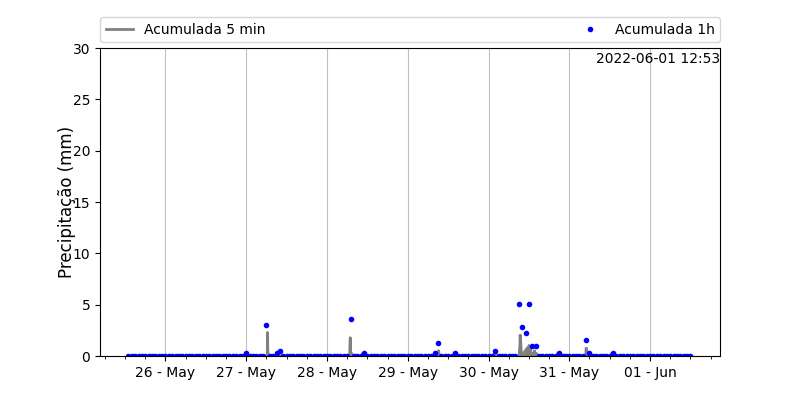 Acumulada 5 min
Acumulada 1h
2022-06-01 12:53
Precipitação (mm)
30
25
20
15
10
5
0
26 - May 27 - May 28 - May 29 - May 30 - May 31 - May 01 - Jun